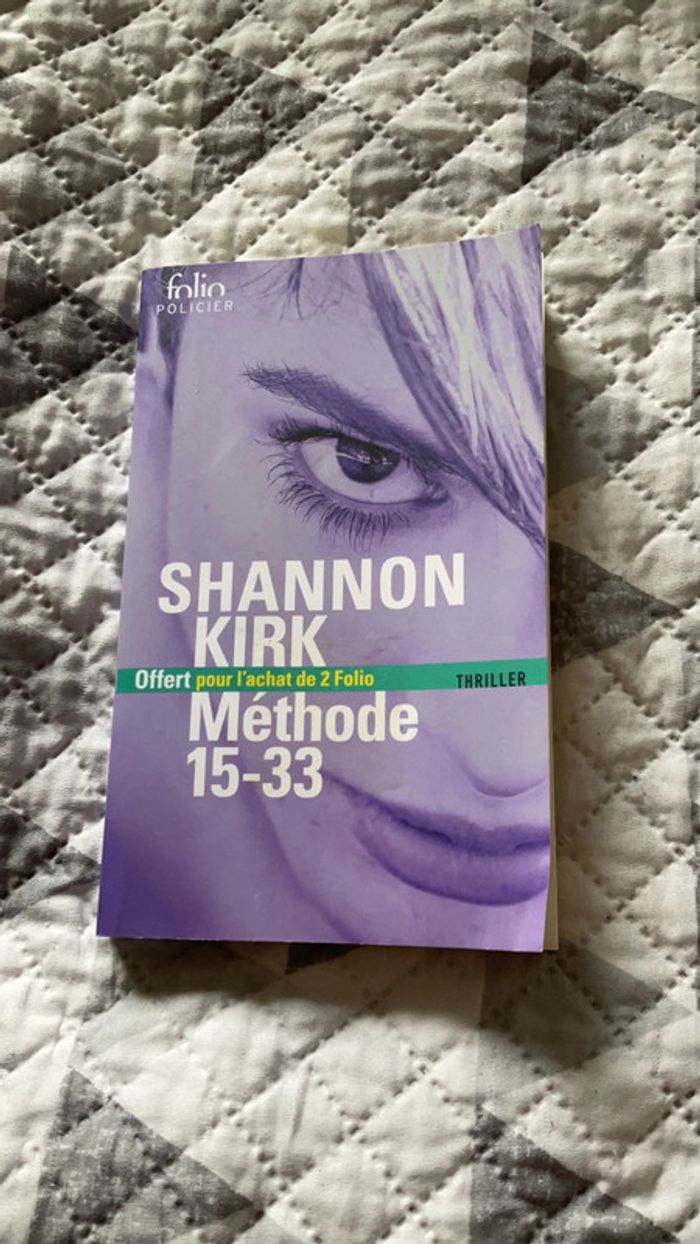 folio
POLICIER
SHANNON
KIRK
Offert pour l'achat de 2 Folio THRILLER
Méthode
15-33